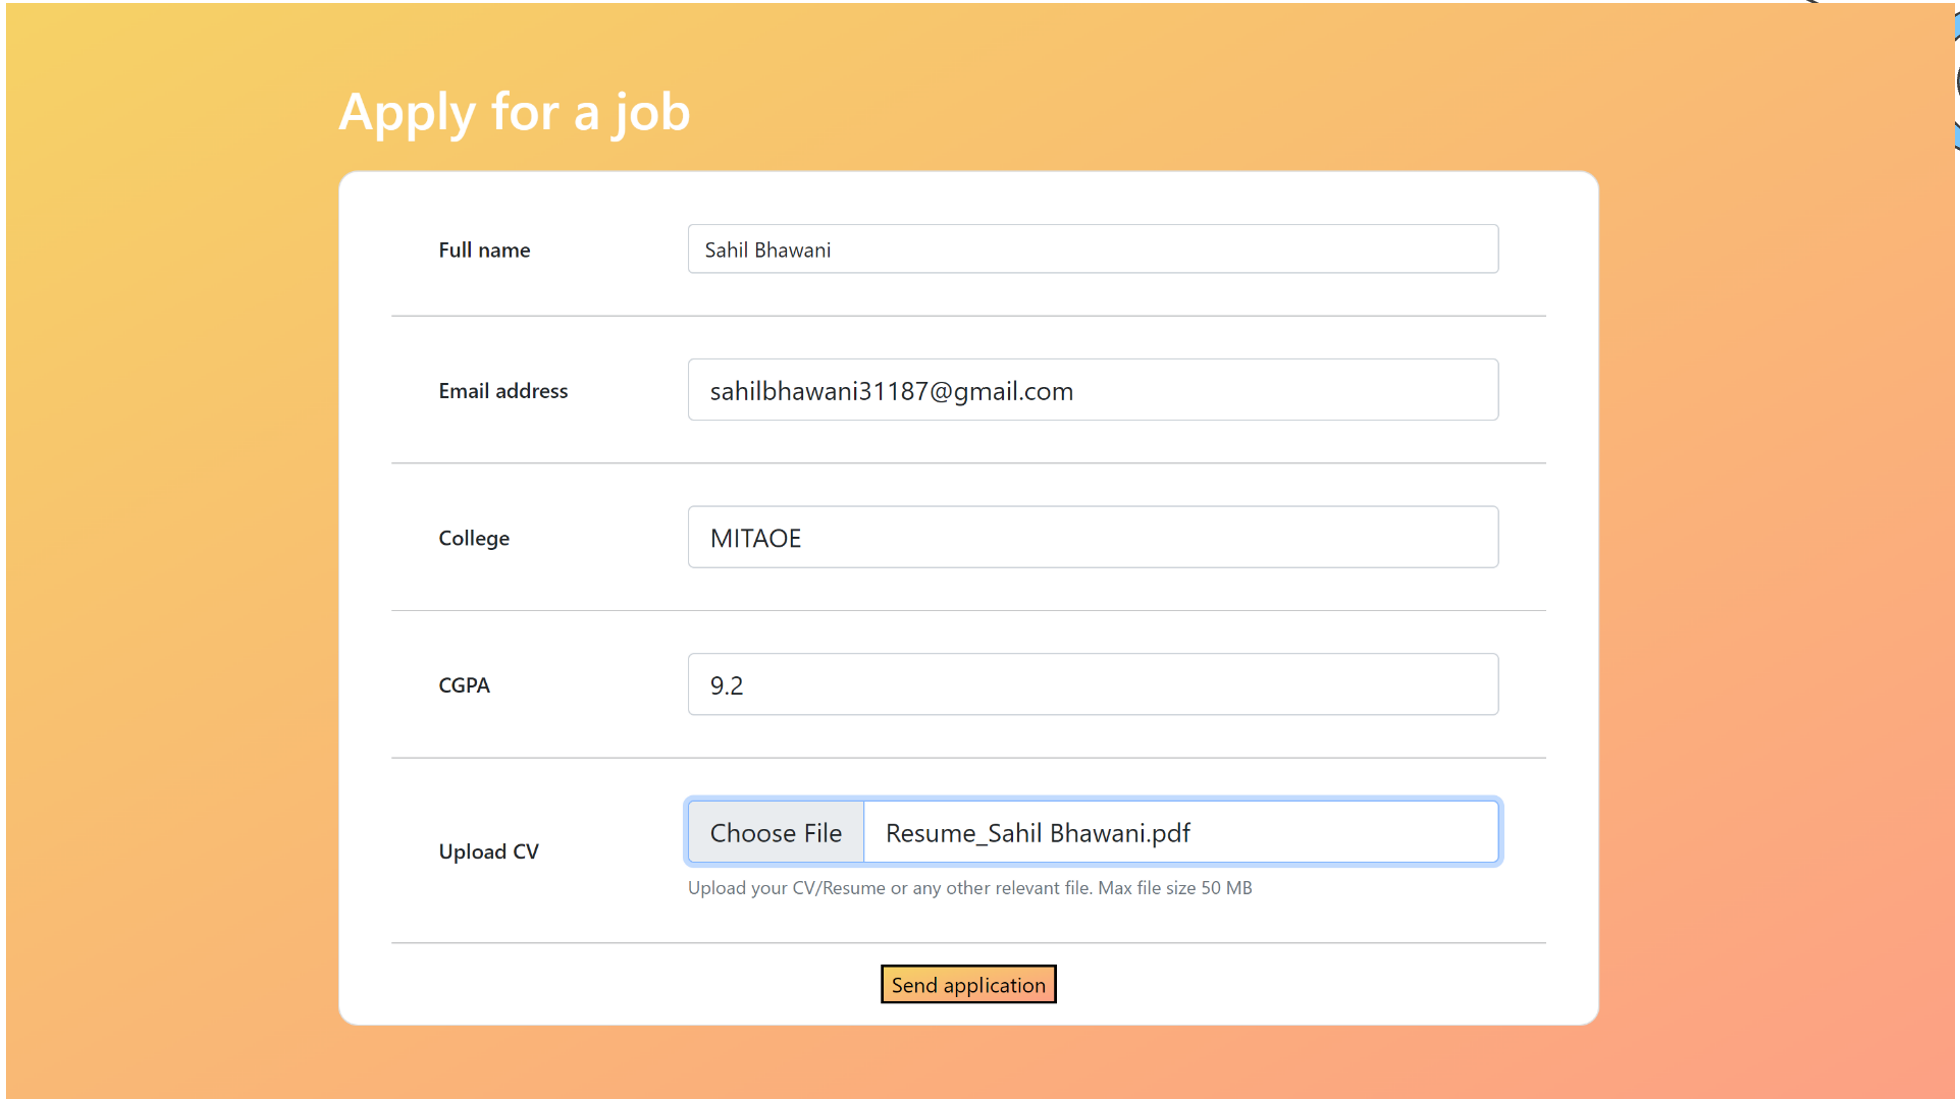 Apply for a job
Full name
Sahil Bhawani
Email address
sahilbhawani31187@gmail.com
College
MITAOE
CGPA
9.2
Upload CV
Choose File
Resume_Sahil Bhawani.pdf
Upload your CV/Resume or any other relevant file. Max file size 50 MB
Send application